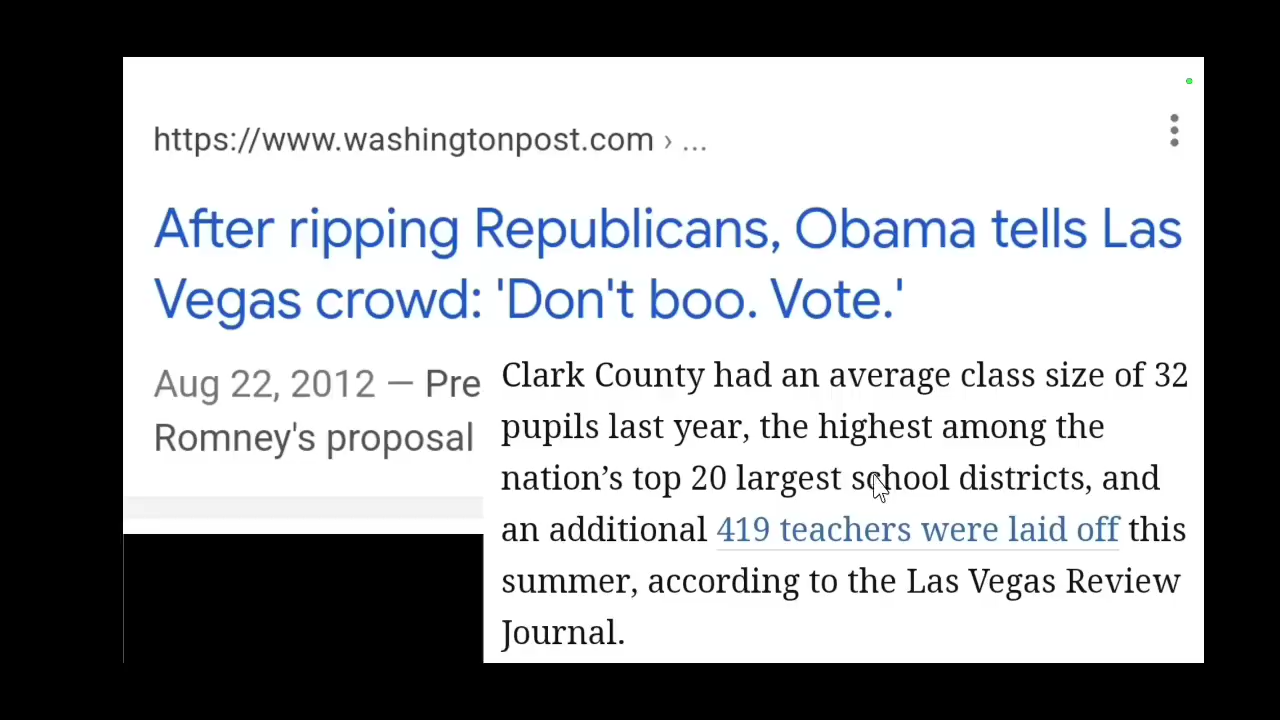 https://www.washingtonpost.com › ...
After ripping Republicans, Obama tells Las
Vegas crowd: 'Don't boo. Vote.'
Aug 22, 2012 — Pre
Romney's proposal
Clark County had an average class size of 32
pupils last year, the highest among the
nation’s top 20 largest school districts, and
an additional 419 teachers were laid off this
summer, according to the Las Vegas Review
Journal.